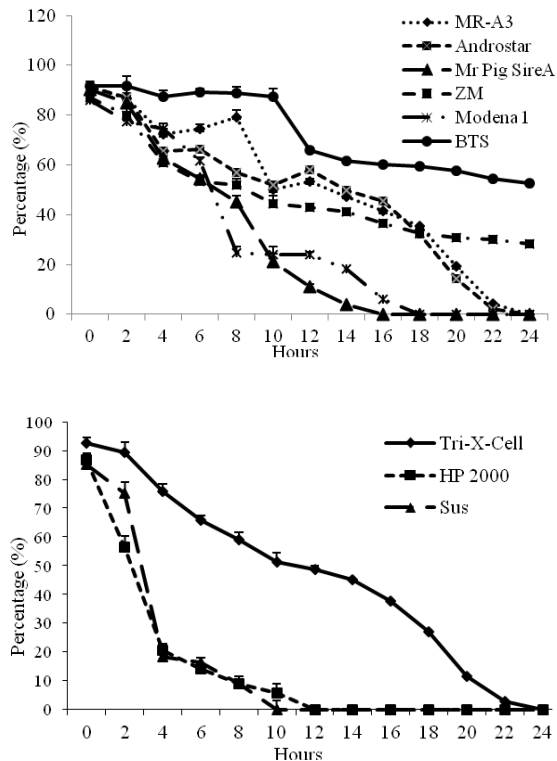 120
100
80
60
40
20
0
Percentage (%)
MR-A3
Androstar
Mr Pig SireA
ZM
Modena 1
BTS
0 2 4 6 8 10 12 14 16 18 20 22 24
Hours
100
90
80
70
60
50
40
30
20
10
0
Percentage (%)
Tri-X-Cell
HP 2000
Sus
0 2 4 6 8 10 12 14 16 18 20 22 24
Hours